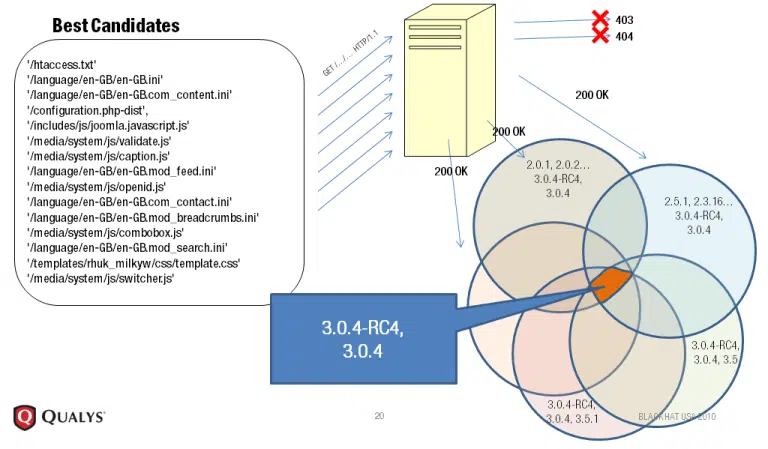 Best Candidates
'/htaccess.txt'
'/language/en-GB/en-GB.ini'
'/language/en-GB/en-GB.com_content.ini'
'/configuration.php-dist',
'/includes/js/joomla.javascript.js'
'/media/system/js/validate.js'
'/media/system/js/caption.js'
'/language/en-GB/en-GB.mod_feed.ini'
'/media/system/js/openid.js'
'/language/en-GB/en-GB.com_contact.ini'
'/language/en-GB/en-GB.mod_breadcrumbs.ini'
'/media/system/js/combobox.js'
'/language/en-GB/en-GB.mod_search.ini'
'/templates/rhuk_milkyw/css/template.css'
'/media/system/js/switcher.js'
GET /…/… HTTP/1.1
403
404
200 OK
200 OK
200 OK
2.0.1, 2.0.2…
3.0.4-RC4,
3.0.4
2.5.1, 2.3.16…
3.0.4-RC4,
3.0.4
3.0.4-RC4,
3.0.4
3.0.4-RC4,
3.0.4, 3.5
3.0.4-RC4,
3.0.4, 3.5.1
QUALYS
20
BLACKHAT USA 2010